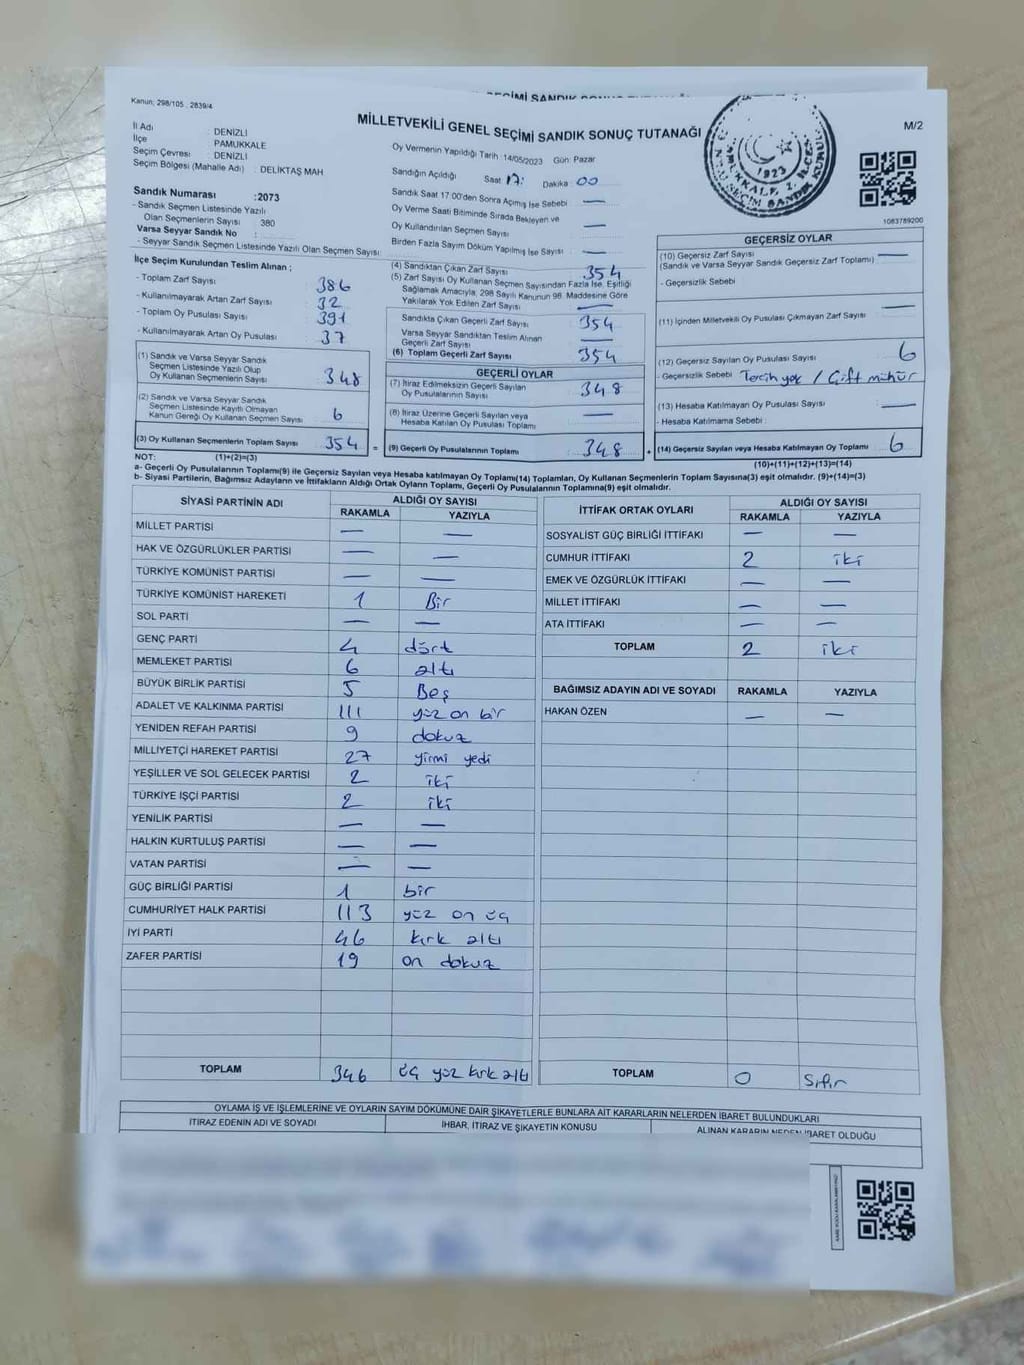 Kanun; 298/105 , 2839/4
MİLLETVEKİLİ GENEL SEÇİMİ SANDIK SONUÇ TUTANAĞI
M/2
İl Adı : DENİZLİ
İlçe : PAMUKKALE
Seçim Çevresi : DENİZLİ
Seçim Bölgesi (Mahalle Adı) : DELİKTAŞ MAH
Sandık Numarası :2073
- Sandık Seçmen Listesinde Yazılı
Olan Seçmenlerin Sayısı : 380
Varsa Seyyar Sandık No :
- Seyyar Sandık Seçmen Listesinde Yazılı Olan Seçmen Sayısı:
Oy Vermenin Yapıldığı Tarih :14/05/2023 Gün: Pazar
Sandığın Açıldığı Saat 17: Dakika 00
Sandık Saat 17:00'den Sonra Açımış İse Sebebi —
Oy Verme Saati Bitiminde Sırada Bekleyen ve
Oy Kullandırılan Seçmen Sayısı —
Birden Fazla Sayım Döküm Yapılmış İse Sayısı : —
1923
1083789200
İlçe Seçim Kurulundan Teslim Alınan ;
- Toplam Zarf Sayısı 386
- Kullanılmayarak Artan Zarf Sayısı 32
- Toplam Oy Pusulası Sayısı 391
- Kullanılmayarak Artan Oy Pusulası 37
(1) Sandık ve Varsa Seyyar Sandık
Seçmen Listesinde Yazılı Olup
Oy Kullanan Seçmenlerin Sayısı 348
(2) Sandık ve Varsa Seyyar Sandık
Seçmen Listesinde Kayıtlı Olmayan
Kanun Gereği Oy Kullanan Seçmen Sayısı 6
(3) Oy Kullanan Seçmenlerin Toplam Sayısı 354 =
(4) Sandıktan Çıkan Zarf Sayısı 354
(5) Zarf Sayısı Oy Kullanan Seçmen Sayısından Fazla İse, Eşitliği
Sağlamak Amacıyla, 298 Sayılı Kanunun 98. Maddesine Göre
Yakılarak Yok Edilen Zarf Sayısı —
Sandıkta Çıkan Geçerli Zarf Sayısı 354
Varsa Seyyar Sandıktan Teslim Alınan
Geçerli Zarf Sayısı —
(6) Toplam Geçerli Zarf Sayısı 354
GEÇERLİ OYLAR
(7) İtiraz Edilmeksizin Geçerli Sayılan
Oy Pusulalarının Sayısı 348
(8) İtiraz Üzerine Geçerli Sayılan veya
Hesaba Katılan Oy Pusulası Toplamı —
(9) Geçerli Oy Pusulalarının Toplamı 348 +
GEÇERSİZ OYLAR
(10) Geçersiz Zarf Sayısı
(Sandık ve Varsa Seyyar Sandık Geçersiz Zarf Toplamı) —
- Geçersizlik Sebebi
(11) İçinden Milletvekili Oy Pusulası Çıkmayan Zarf Sayısı —
(12) Geçersiz Sayılan Oy Pusulası Sayısı 6
- Geçersizlik Sebebi Tercih yok / Çift mühür
(13) Hesaba Katılmayan Oy Pusulası Sayısı —
- Hesaba Katılmama Sebebi :
(14) Geçersiz Sayılan veya Hesaba Katılmayan Oy Toplamı 6
NOT: (1)+(2)=(3)
(10)+(11)+(12)+(13)=(14)
a- Geçerli Oy Pusulalarının Toplamı(9) ile Geçersiz Sayılan veya Hesaba katılmayan Oy Toplamı(14) Toplamları, Oy Kullanan Seçmenlerin Toplam Sayısına(3) eşit olmalıdır. (9)+(14)=(3)
b- Siyasi Partilerin, Bağımsız Adayların ve İttifakların Aldığı Ortak Oyların Toplamı, Geçerli Oy Pusulalarının Toplamına(9) eşit olmalıdır.
SİYASİ PARTİNİN ADI ALDIĞI OY SAYISI
RAKAMLA YAZIYLA
MİLLET PARTİSİ — —
HAK VE ÖZGÜRLÜKLER PARTİSİ — —
TÜRKİYE KOMÜNİST PARTİSİ — —
TÜRKİYE KOMÜNİST HAREKETİ 1 Bir
SOL PARTİ — —
GENÇ PARTİ 4 dört
MEMLEKET PARTİSİ 6 altı
BÜYÜK BİRLİK PARTİSİ 5 Beş
ADALET VE KALKINMA PARTİSİ 111 yüz on bir
YENİDEN REFAH PARTİSİ 9 dokuz
MİLLİYETÇİ HAREKET PARTİSİ 27 yirmi yedi
YEŞİLLER VE SOL GELECEK PARTİSİ 2 iki
TÜRKİYE İŞÇİ PARTİSİ 2 iki
YENİLİK PARTİSİ — —
HALKIN KURTULUŞ PARTİSİ — —
VATAN PARTİSİ — —
GÜÇ BİRLİĞİ PARTİSİ 1 bir
CUMHURİYET HALK PARTİSİ 113 yüz on üç
İYİ PARTİ 46 kırk altı
ZAFER PARTİSİ 19 on dokuz
TOPLAM 346 üç yüz kırk altı
İTTİFAK ORTAK OYLARI ALDIĞI OY SAYISI
RAKAMLA YAZIYLA
SOSYALİST GÜÇ BİRLİĞİ İTTİFAKI — —
CUMHUR İTTİFAKI 2 iki
EMEK VE ÖZGÜRLÜK İTTİFAKI — —
MİLLET İTTİFAKI — —
ATA İTTİFAKI — —
TOPLAM 2 iki
BAĞIMSIZ ADAYIN ADI VE SOYADI RAKAMLA YAZIYLA
HAKAN ÖZEN — —
TOPLAM 0 Sıfır
OYLAMA İŞ VE İŞLEMLERİNE VE OYLARIN SAYIM DÖKÜMÜNE DAİR ŞİKAYETLERLE BUNLARA AİT KARARLARIN NELERDEN İBARET BULUNDUKLARI
İTİRAZ EDENİN ADI VE SOYADI İHBAR, İTİRAZ VE ŞİKAYETİN KONUSU ALINAN KARARIN NEDEN İBARET OLDUĞU